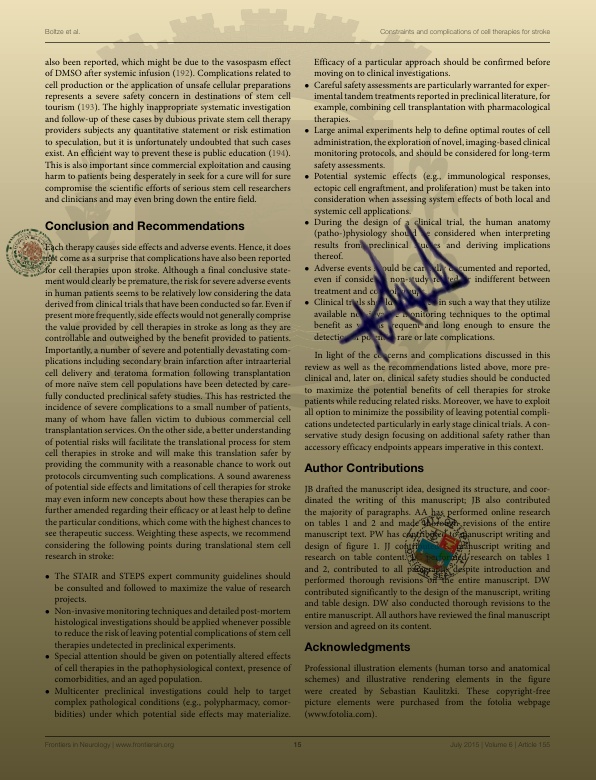 Boltze et al.
Constraints and complications of cell therapies for stroke
also been reported, which might be due to the vasospasm effect
of DMSO after systemic infusion (192). Complications related to
cell production or the application of unsafe cellular preparations
represents a severe safety concern in destinations of stem cell
tourism (193). The highly inappropriate systematic investigation
and follow-up of these cases by dubious private stem cell therapy
providers subjects any quantitative statement or risk estimation
to speculation, but it is unfortunately undoubted that such cases
exist. An efficient way to prevent these is public education (194).
This is also important since commercial exploitation and causing
harm to patients being desperately in seek for a cure will for sure
compromise the scientific efforts of serious stem cell researchers
and clinicians and may even bring down the entire field.
Conclusion and Recommendations
Each therapy causes side effects and adverse events. Hence, it does
not come as a surprise that complications have also been reported
for cell therapies upon stroke. Although a final conclusive state-
ment would clearly be premature, the risk for severe adverse events
in human patients seems to be relatively low considering the data
derived from clinical trials that have been conducted so far. Even if
present more frequently, side effects would not generally comprise
the value provided by cell therapies in stroke as long as they are
controllable and outweighed by the benefit provided to patients.
Importantly, a number of severe and potentially devastating com-
plications including secondary brain infarction after intraarterial
cell delivery and teratoma formation following transplantation
of more naïve stem cell populations have been detected by care-
fully conducted preclinical safety studies. This has restricted the
incidence of severe complications to a small number of patients,
many of whom have fallen victim to dubious commercial cell
transplantation services. On the other side, a better understanding
of potential risks will facilitate the translational process for stem
cell therapies in stroke and will make this translation safer by
providing the community with a reasonable chance to work out
protocols circumventing such complications. A sound awareness
of potential side effects and limitations of cell therapies for stroke
may even inform new concepts about how these therapies can be
further amended regarding their efficacy or at least help to define
the particular conditions, which come with the highest chances to
see therapeutic success. Weighting these aspects, we recommend
considering the following points during translational stem cell
research in stroke:
• The STAIR and STEPS expert community guidelines should
be consulted and followed to maximize the value of research
projects.
• Non-invasive monitoring techniques and detailed post-mortem
histological investigations should be applied whenever possible
to reduce the risk of leaving potential complications of stem cell
therapies undetected in preclinical experiments.
• Special attention should be given on potentially altered effects
of cell therapies in the pathophysiological context, presence of
comorbidities, and an aged population.
• Multicenter preclinical investigations could help to target
complex pathological conditions (e.g., polypharmacy, comor-
bidities) under which potential side effects may materialize.
Efficacy of a particular approach should be confirmed before
moving on to clinical investigations.
• Careful safety assessments are particularly warranted for exper-
imental tandem treatments reported in preclinical literature, for
example, combining cell transplantation with pharmacological
therapies.
• Large animal experiments help to define optimal routes of cell
administration, the exploration of novel, imaging-based clinical
monitoring protocols, and should be considered for long-term
safety assessments.
• Potential systemic effects (e.g., immunological responses,
ectopic cell engraftment, and proliferation) must be taken into
consideration when assessing system effects of both local and
systemic cell applications.
• During the design of a clinical trial, the human anatomy
(patho-)physiology should be considered when interpreting
results from preclinical studies and deriving implications
thereof.
• Adverse events should be carefully documented and reported,
even if considered non-study related or indifferent between
treatment and control groups.
• Clinical trials should in such a way that they utilize
available non-invasive monitoring techniques to the optimal
benefit as frequent and long enough to ensure the
detection of rare or late complications.
In light of the concerns and complications discussed in this
review as well as the recommendations listed above, more pre-
clinical and, later on, clinical safety studies should be conducted
to maximize the potential benefits of cell therapies for stroke
patients while reducing related risks. Moreover, we have to exploit
all option to minimize the possibility of leaving potential compli-
cations undetected particularly in early stage clinical trials. A con-
servative study design focusing on additional safety rather than
accessory efficacy endpoints appears imperative in this context.
Author Contributions
JB drafted the manuscript idea, designed its structure, and coor-
dinated the writing of this manuscript; JB also contributed
the majority of paragraphs. AA has performed online research
on tables 1 and 2 and made thorough revisions of the entire
manuscript text. PW has contributed to manuscript writing and
design of figure 1. JJ contributed manuscript writing and
research on table content. performed research on tables 1
and 2, contributed to all paragraphs despite introduction and
performed thorough revisions on the entire manuscript. DW
contributed significantly to the design of the manuscript, writing
and table design. DW also conducted thorough revisions to the
entire manuscript. All authors have reviewed the final manuscript
version and agreed on its content.
Acknowledgments
Professional illustration elements (human torso and anatomical
schemes) and illustrative rendering elements in the figure
were created by Sebastian Kaulitzki. These copyright-free
picture elements were purchased from the fotolia webpage
(www.fotolia.com).
Frontiers in Neurology | www.frontiersin.org
15
July 2015 | Volume 6 | Article 155